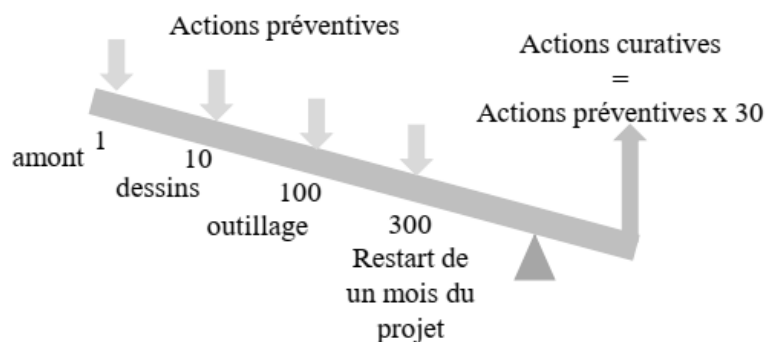 Actions préventives
Actions curatives
=
Actions préventives x 30
amont
1
10
dessins
100
outillage
300
Restart de
un mois du
projet